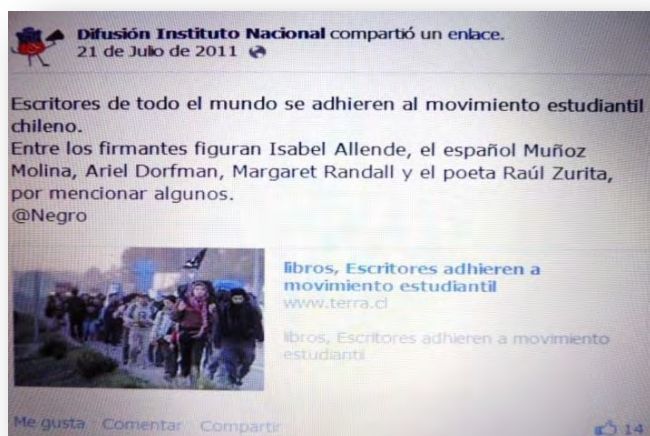 Difusión Instituto Nacional compartió un enlace.
21 de Julio de 2011
Escritores de todo el mundo se adhieren al movimiento estudiantil
chileno.
Entre los firmantes figuran Isabel Allende, el español Muñoz
Molina, Ariel Dorfman, Margaret Randall y el poeta Raúl Zurita,
por mencionar algunos.
@Negro
libros, Escritores adhieren a
movimiento estudiantil
www.terra.cl
libros, Escritores adhieren a movimiento
estudiantil
Me gusta · Comentar · Compartir
14